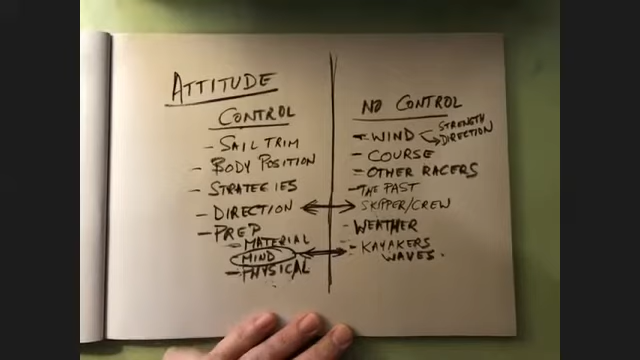 ATTITUDE
CONTROL
- SAIL TRIM
- BODY POSITION
- STRATEGIES
- DIRECTION
- PREP
- MATERIAL
MIND
- PHYSICAL
NO CONTROL
- WIND STRENGTH
DIRECTION
- COURSE
- OTHER RACERS
- THE PAST
SKIPPER/CREW
- WEATHER
- KAYAKERS
WAVES.